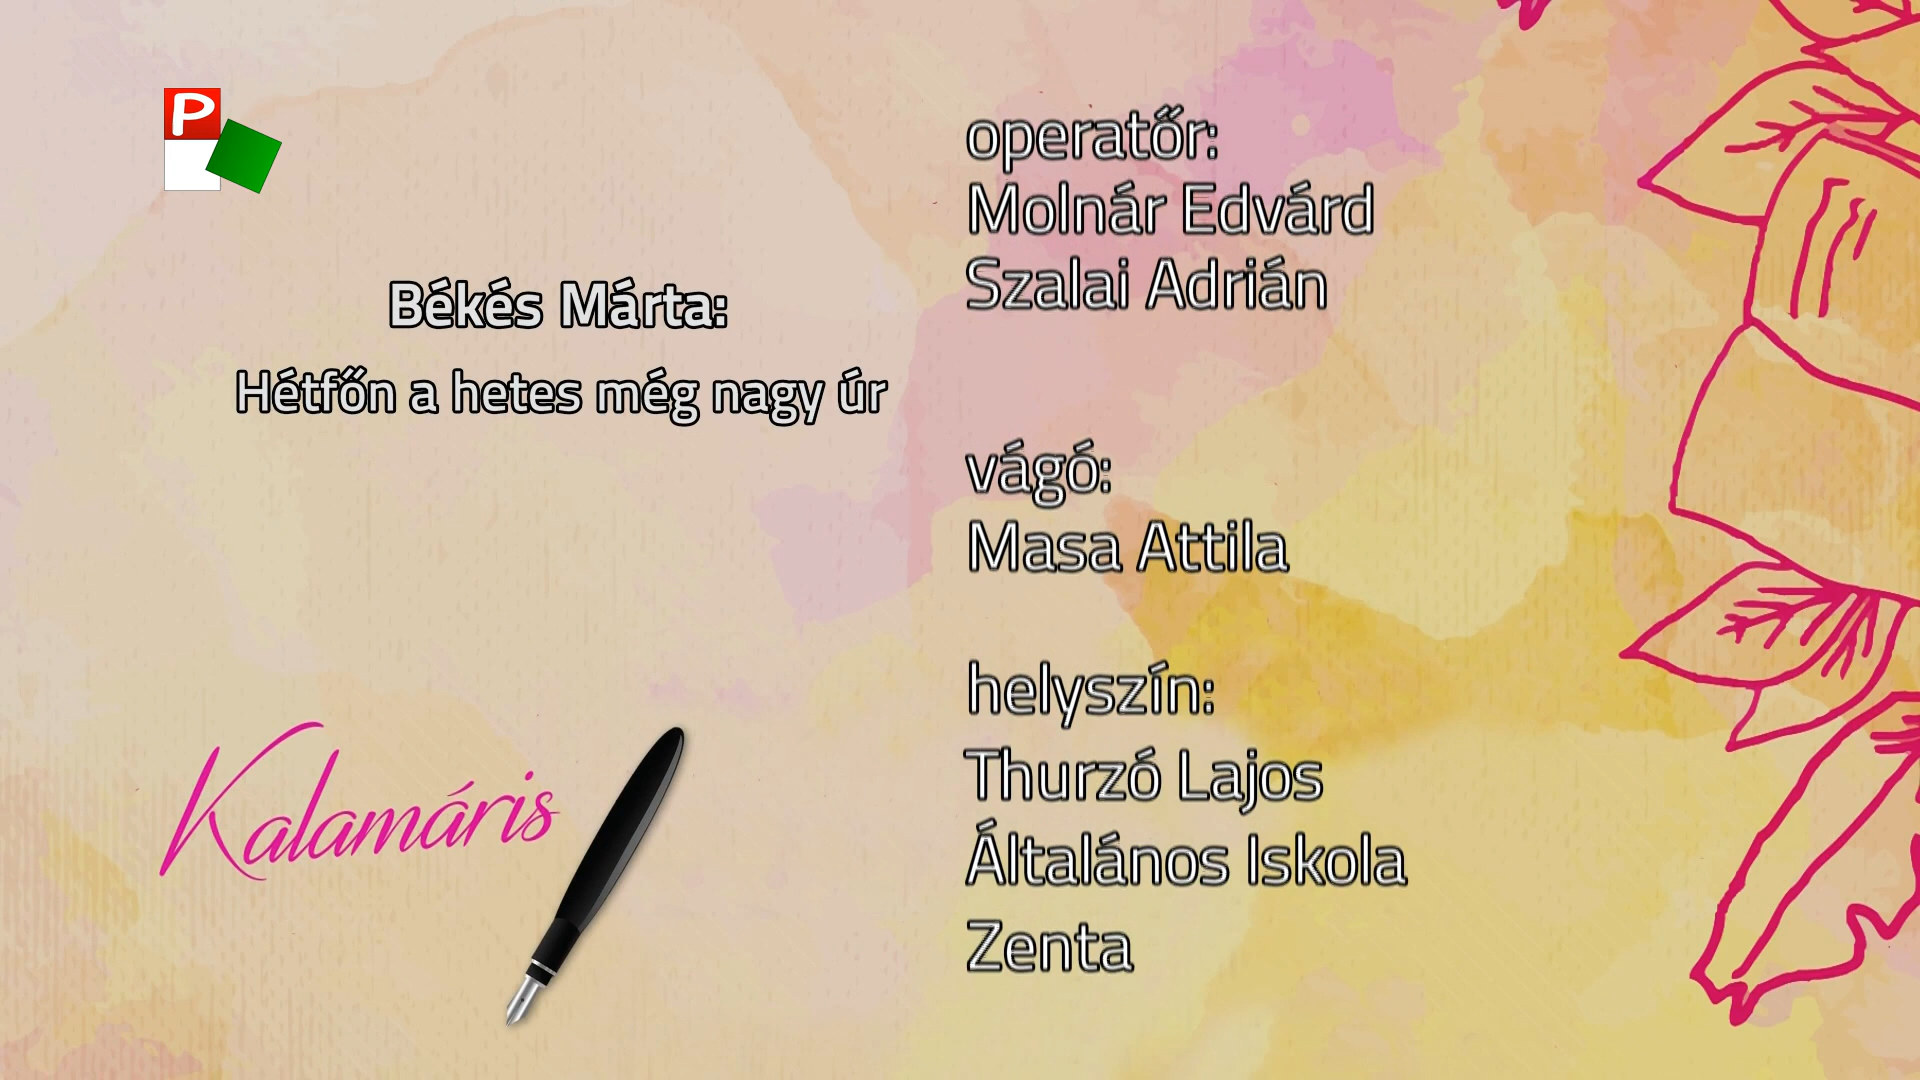 P
Békés Márta:
Hétfőn a hetes még nagy úr
Kalamáris
operatőr:
Molnár Edvárd
Szalai Adrián
vágó:
Masa Attila
helyszín:
Thurzó Lajos
Általános Iskola
Zenta